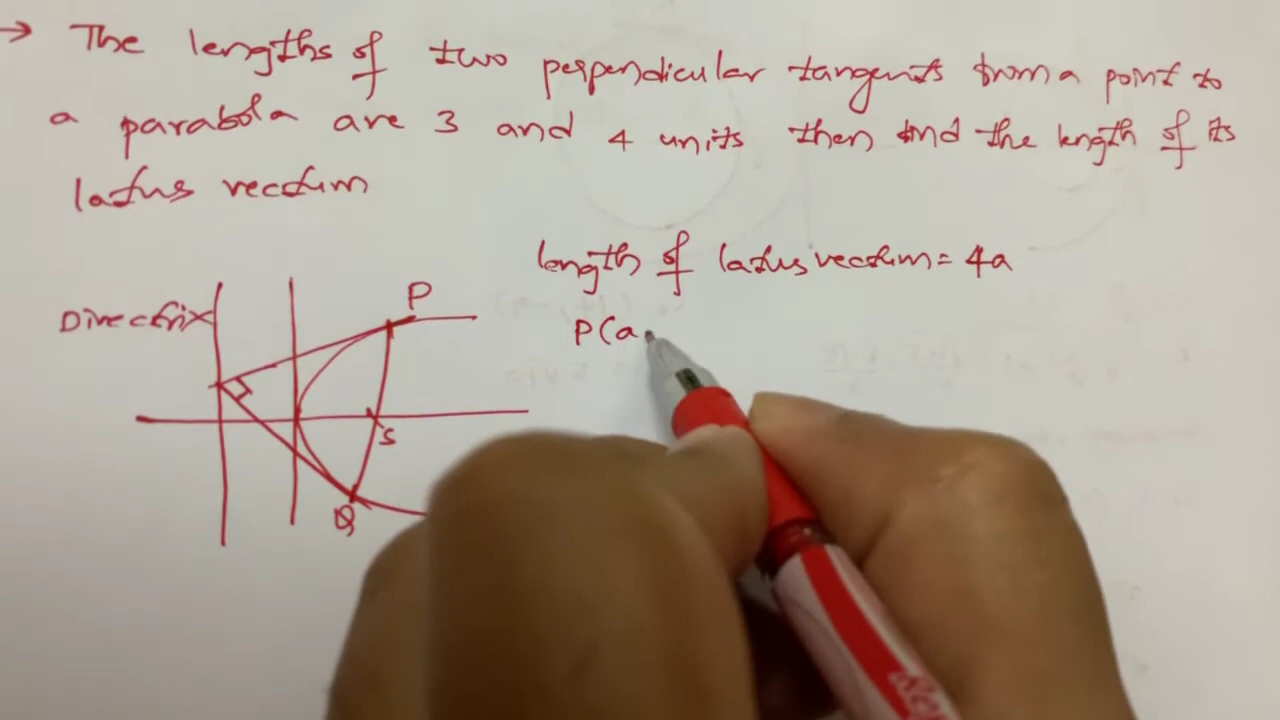 → The lengths of two perpendicular tangents from a point to
a parabola are 3 and 4 units then find the length of its
latus rectum
length of latus rectum = 4a
Directrix
P
P(a
S
Q